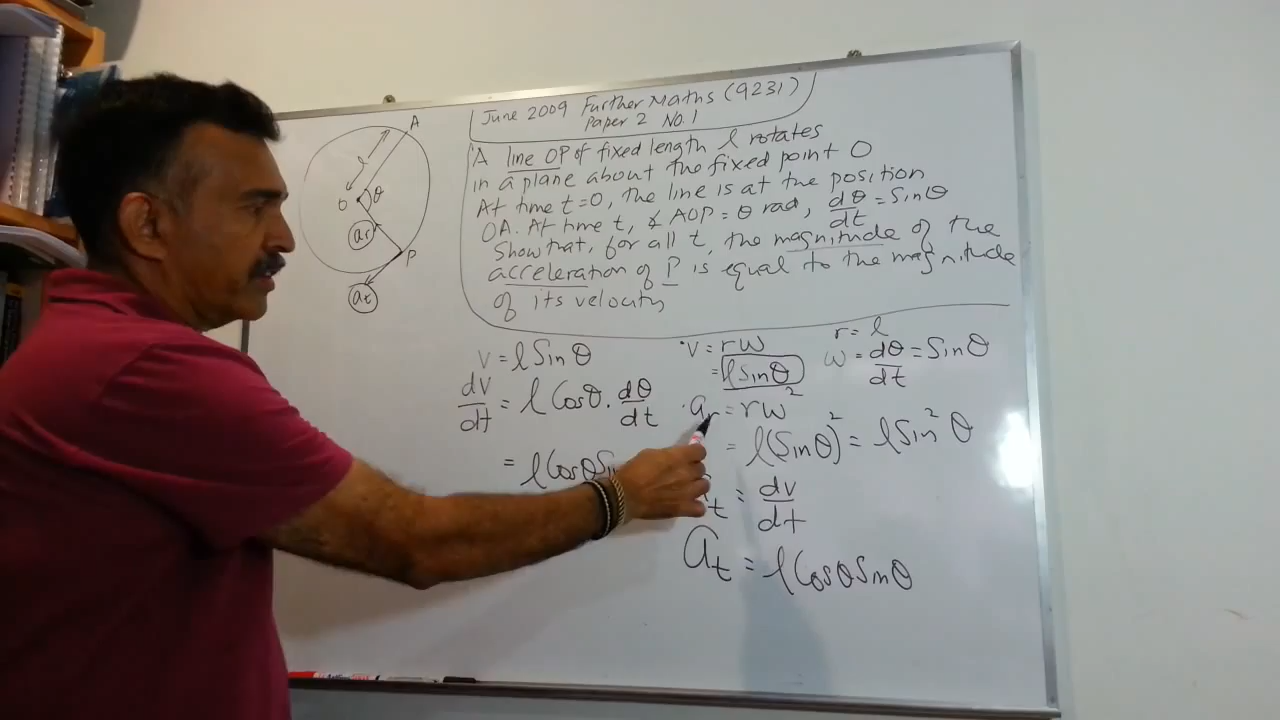 June 2009 Further Maths (9231)
Paper 2 No.1
A line OP of fixed length l rotates
in a plane about the fixed point O
At time t=0, the line is at the position
OA. At time t, ∡ AOP = θ rad, dθ/dt = Sinθ
Show that, for all t, the magnitude of the
acceleration of P is equal to the magnitude
of its velocity
A
l
θ
O
ar
P
at
V = l Sinθ
dv/dt = l Cosθ. dθ/dt
= l Cosθ
V = rw
= l Sinθ
r = l
w = dθ/dt = Sinθ
ar = rw²
= l(Sinθ)² = l Sin²θ
t = dv/dt
at = l Cosθ Sinθ